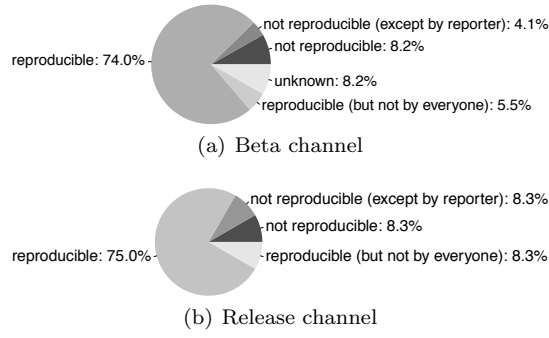 not reproducible (except by reporter): 4.1%
not reproducible: 8.2%
reproducible: 74.0%
unknown: 8.2%
reproducible (but not by everyone): 5.5%
(a) Beta channel
not reproducible (except by reporter): 8.3%
not reproducible: 8.3%
reproducible: 75.0%
reproducible (but not by everyone): 8.3%
(b) Release channel